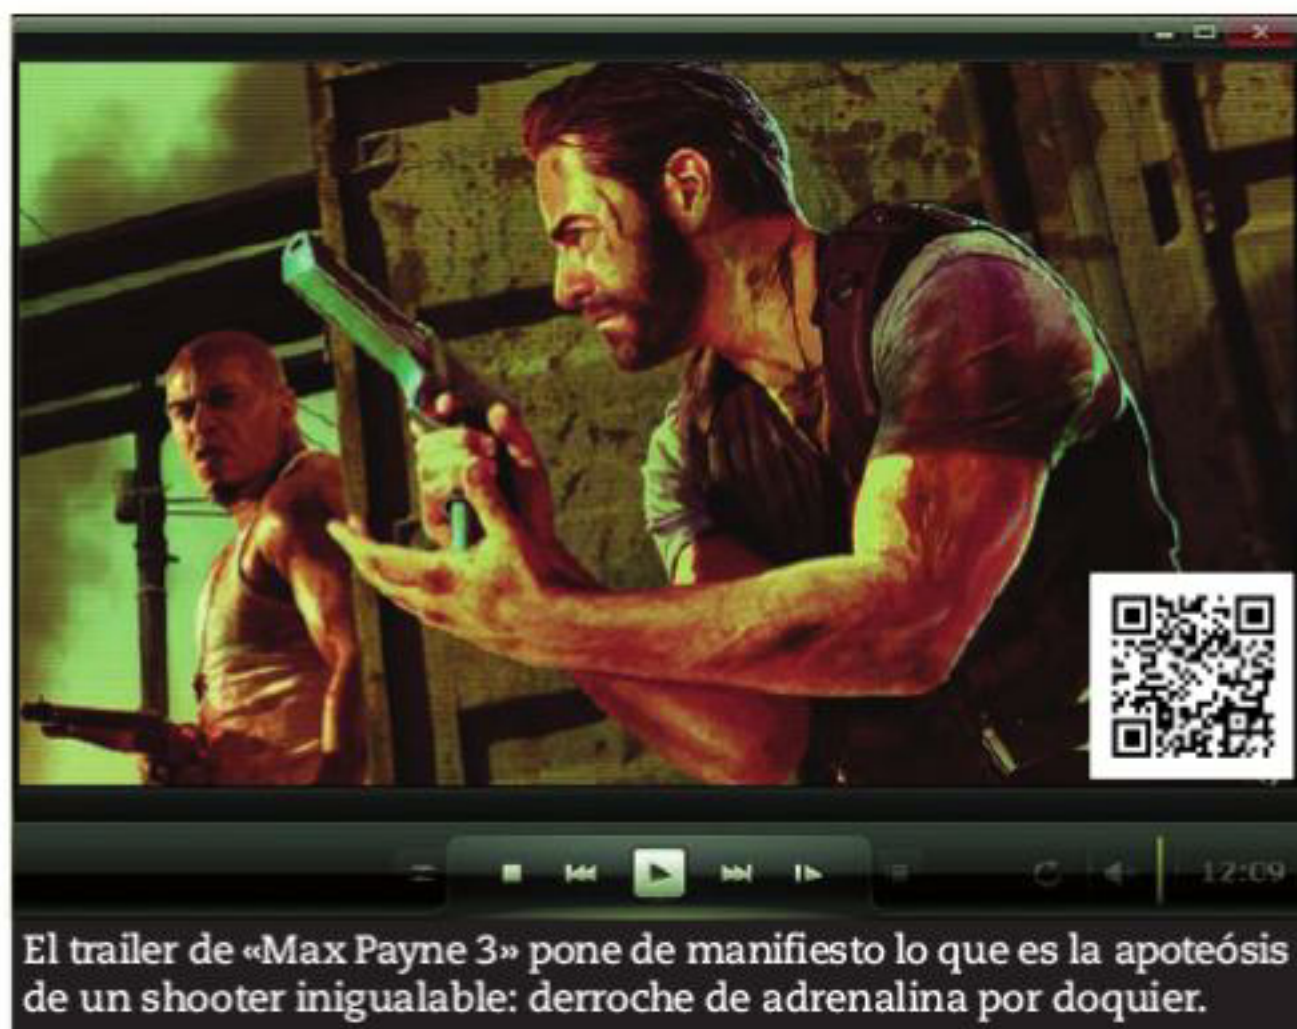 12:09
El trailer de «Max Payne 3» pone de manifiesto lo que es la apoteósis
de un shooter inigualable: derroche de adrenalina por doquier.